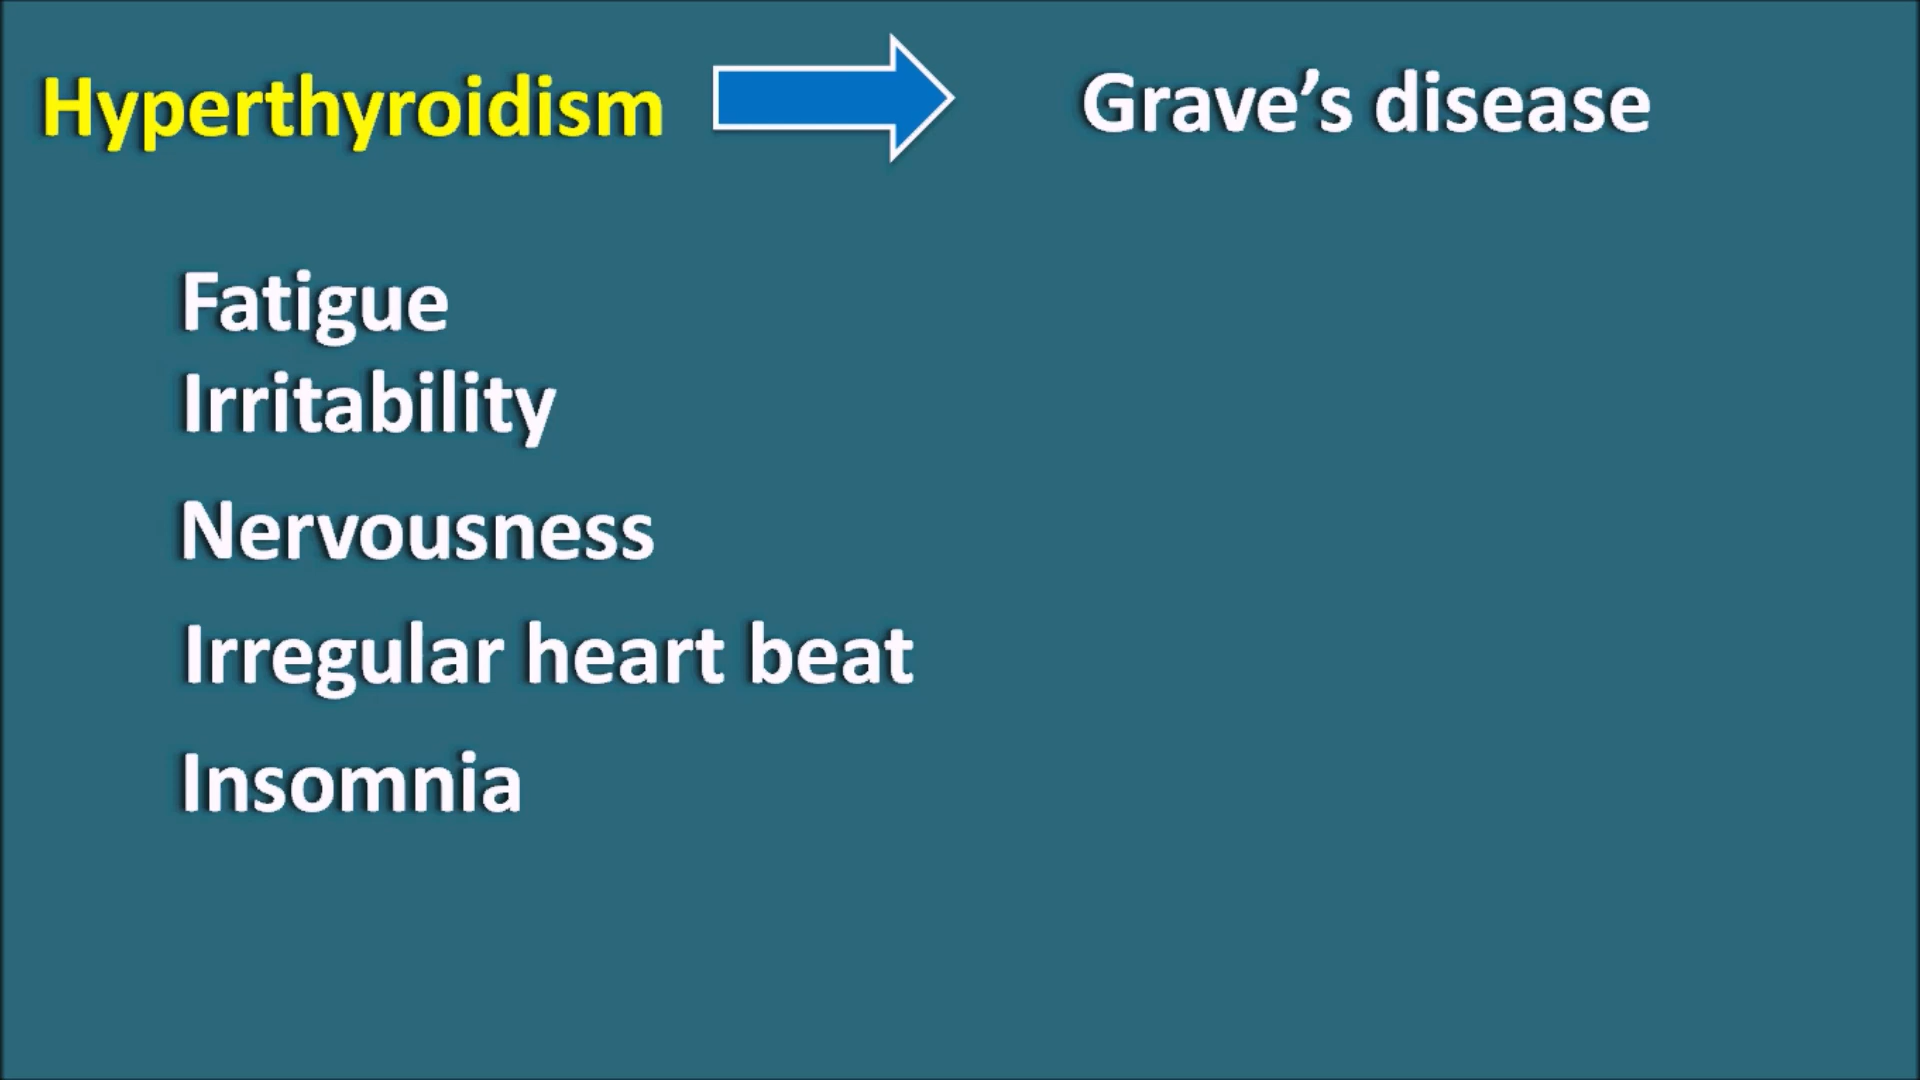 Hyperthyroidism Grave’s disease
Fatigue
Irritability
Nervousness
Irregular heart beat
Insomnia